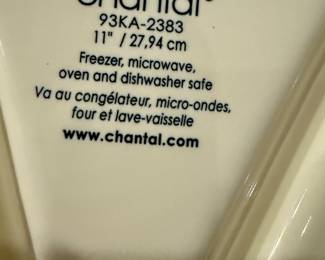 chantal®
93KA-2383
11" / 27,94 cm
Freezer, microwave,
oven and dishwasher safe
Va au congélateur, micro-ondes,
four et lave-vaisselle
www.chantal.com